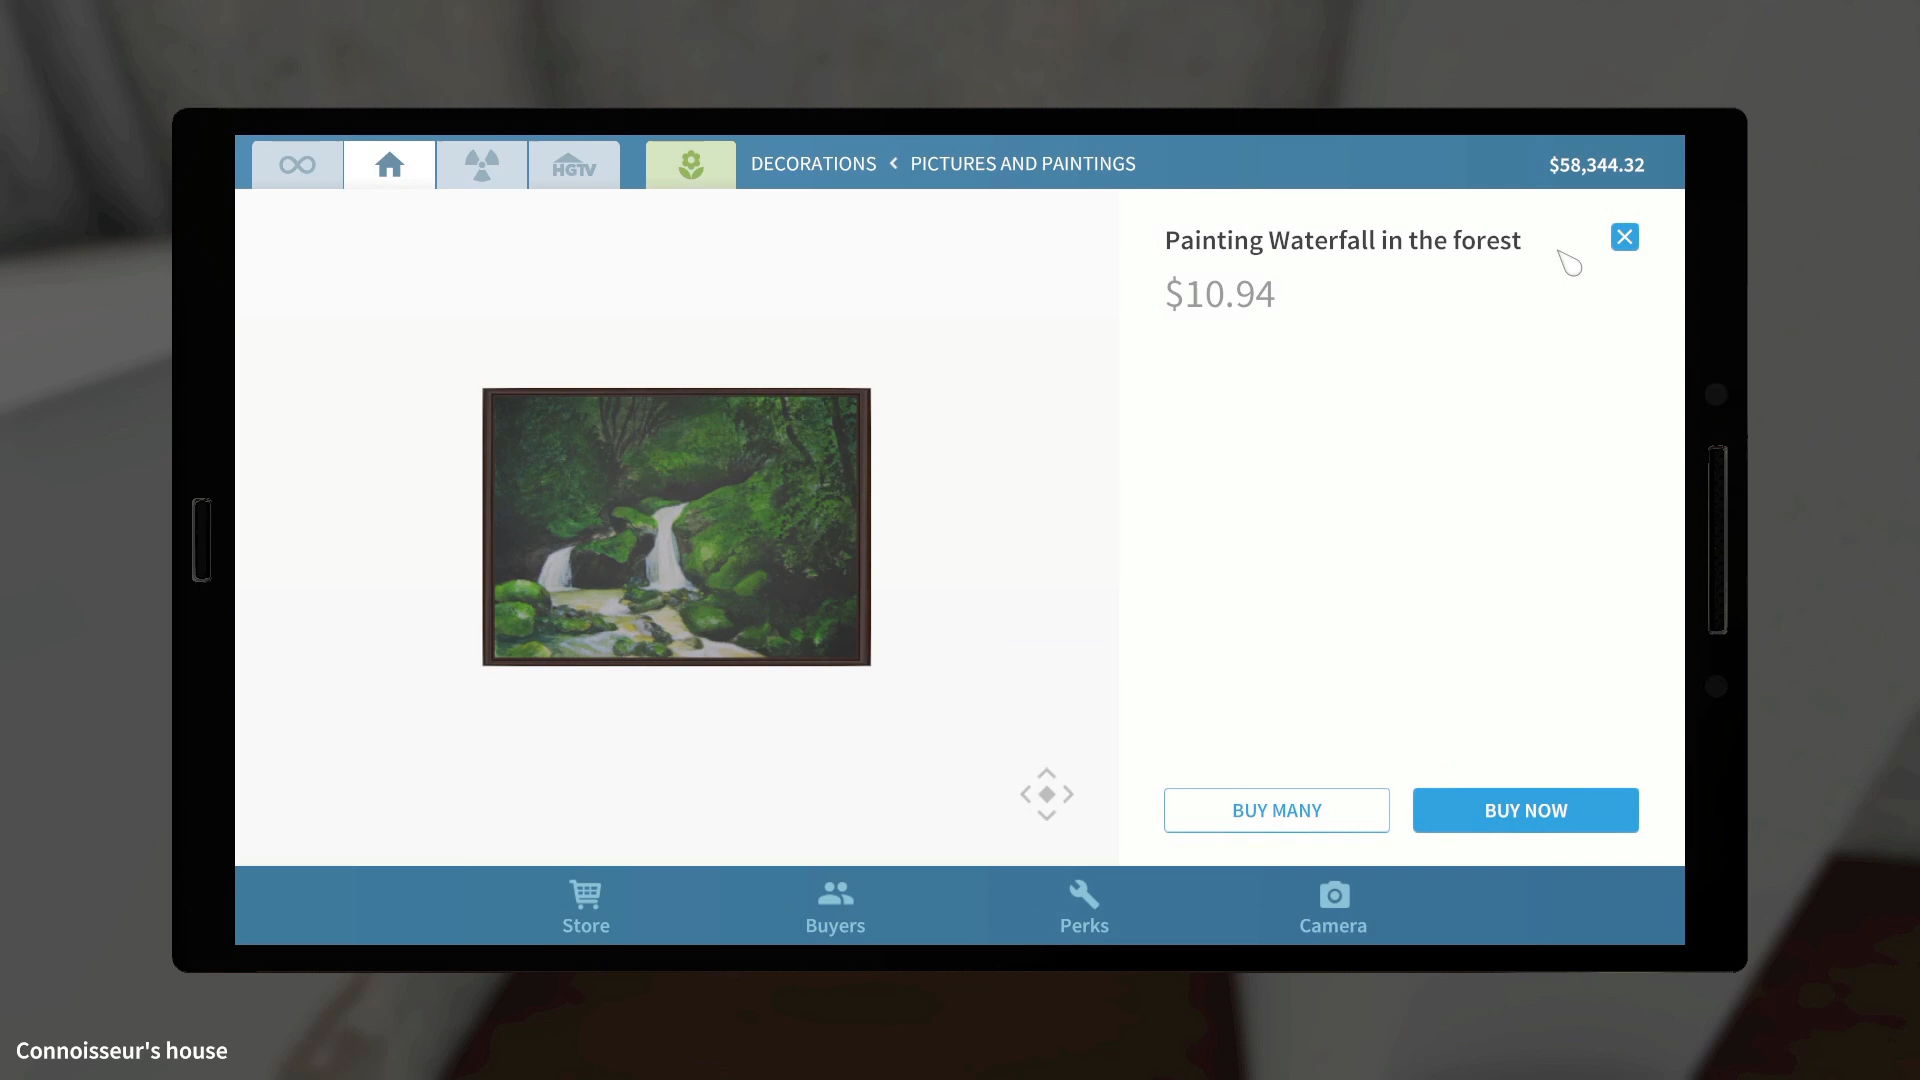 HGTV
DECORATIONS < PICTURES AND PAINTINGS
$58,344.32
Painting Waterfall in the forest
$10.94
BUY MANY
BUY NOW
Store
Buyers
Perks
Camera
Connoisseur's house